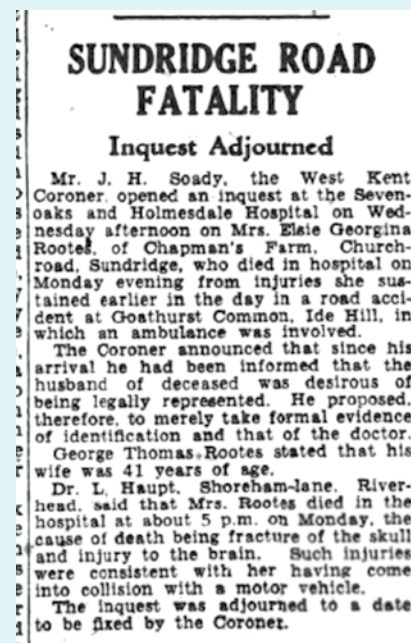 SUNDRIDGE ROAD
FATALITY
Inquest Adjourned
Mr. J. H. Soady, the West Kent
Coroner opened an inquest at the Seven-
oaks and Holmesdale Hospital on Wed-
nesday afternoon on Mrs. Elsie Georgina
Rootes, of Chapman's Farm, Church-
road, Sundridge, who died in hospital on
Monday evening from injuries she sus-
tained earlier in the day in a road acci-
dent at Goathurst Common, Ide Hill, in
which an ambulance was involved.
The Coroner announced that since his
arrival he had been informed that the
husband of deceased was desirous of
being legally represented. He proposed,
therefore, to merely take formal evidence
of identification and that of the doctor.
George Thomas Rootes stated that his
wife was 41 years of age.
Dr. L. Haupt, Shoreham-lane, River-
head, said that Mrs. Rootes died in the
hospital at about 5 p.m. on Monday, the
cause of death being fracture of the skull
and injury to the brain. Such injuries
were consistent with her having come
into collision with a motor vehicle.
The inquest was adjourned to a date
to be fixed by the Coroner.